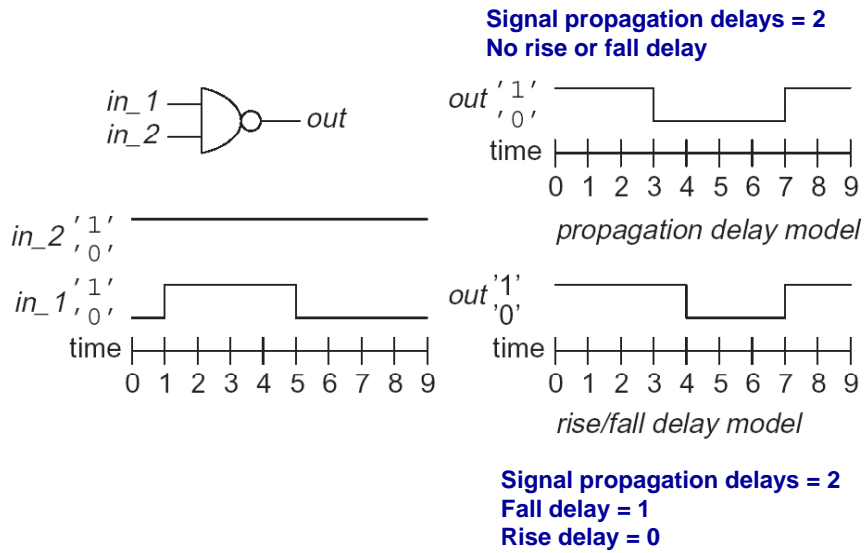 Signal propagation delays = 2
No rise or fall delay
in_1
in_2
out
out '1'
'0'
time
0 1 2 3 4 5 6 7 8 9
propagation delay model
in_2 '1'
'0'
in_1 '1'
'0'
time
0 1 2 3 4 5 6 7 8 9
out '1'
'0'
time
0 1 2 3 4 5 6 7 8 9
rise/fall delay model
Signal propagation delays = 2
Fall delay = 1
Rise delay = 0